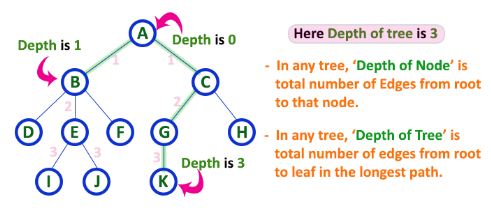 A
Depth is 0
Depth is 1
1
1
B
C
2
2
D
E
F
G
H
3
3
3
I
J
K
Depth is 3
Here Depth of tree is 3
- In any tree, ‘Depth of Node’ is
total number of Edges from root
to that node.
- In any tree, ‘Depth of Tree’ is
total number of edges from root
to leaf in the longest path.